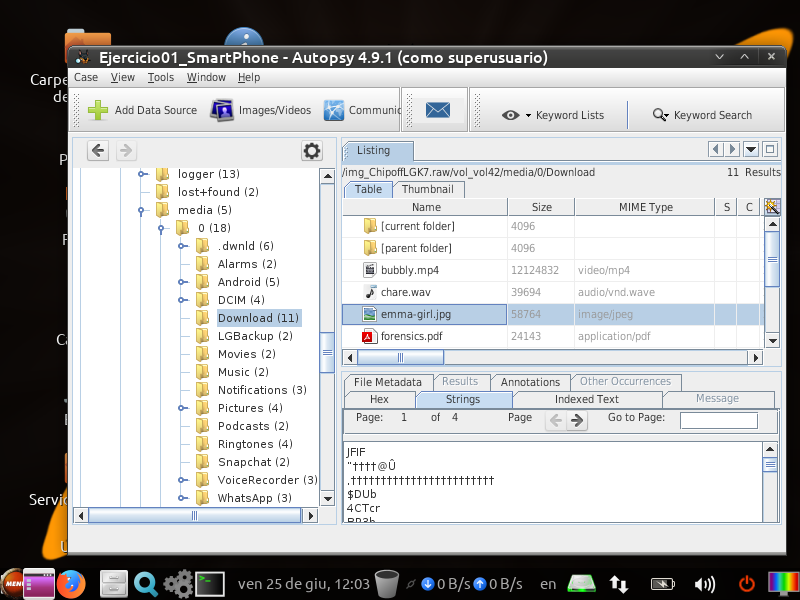 Ejercicio01_SmartPhone - Autopsy 4.9.1 (como superusuario)
Case View Tools Window Help
Add Data Source Images/Videos Communic Keyword Lists Keyword Search
Carpe
de
Servic
logger (13)
lost+found (2)
media (5)
0 (18)
.dwnld (6)
Alarms (2)
Android (5)
DCIM (4)
Download (11)
LGBackup (2)
Movies (2)
Music (2)
Notifications (3)
Pictures (4)
Podcasts (2)
Ringtones (4)
Snapchat (2)
VoiceRecorder (3)
WhatsApp (3)
Listing
/img_ChipoffLGK7.raw/vol_vol42/media/0/Download 11 Results
Table Thumbnail
Name Size MIME Type S C
[current folder] 4096
[parent folder] 4096
bubbly.mp4 12124832 video/mp4
chare.wav 39694 audio/vnd.wave
emma-girl.jpg 58764 image/jpeg
forensics.pdf 24143 application/pdf
File Metadata Results Annotations Other Occurrences
Hex Strings Indexed Text Message
Page: 1 of 4 Page Go to Page:
JFIF
"††††@Û
.††††††††††††††††††††††††
$DUb
4CTcr
MENU ven 25 de giu, 12:03 0 B/s 0 B/s en